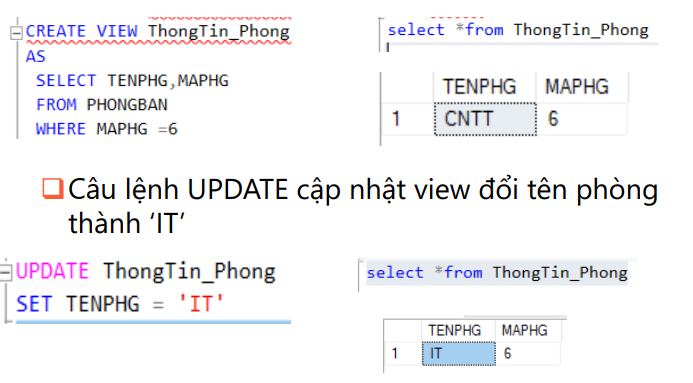 CREATE VIEW ThongTin_Phong
AS
SELECT TENPHG,MAPHG
FROM PHONGBAN
WHERE MAPHG =6
select *from ThongTin_Phong
TENPHG MAPHG
1 CNTT 6
Câu lệnh UPDATE cập nhật view đổi tên phòng
thành ‘IT’
UPDATE ThongTin_Phong
SET TENPHG = 'IT'
select *from ThongTin_Phong
TENPHG MAPHG
1 IT 6